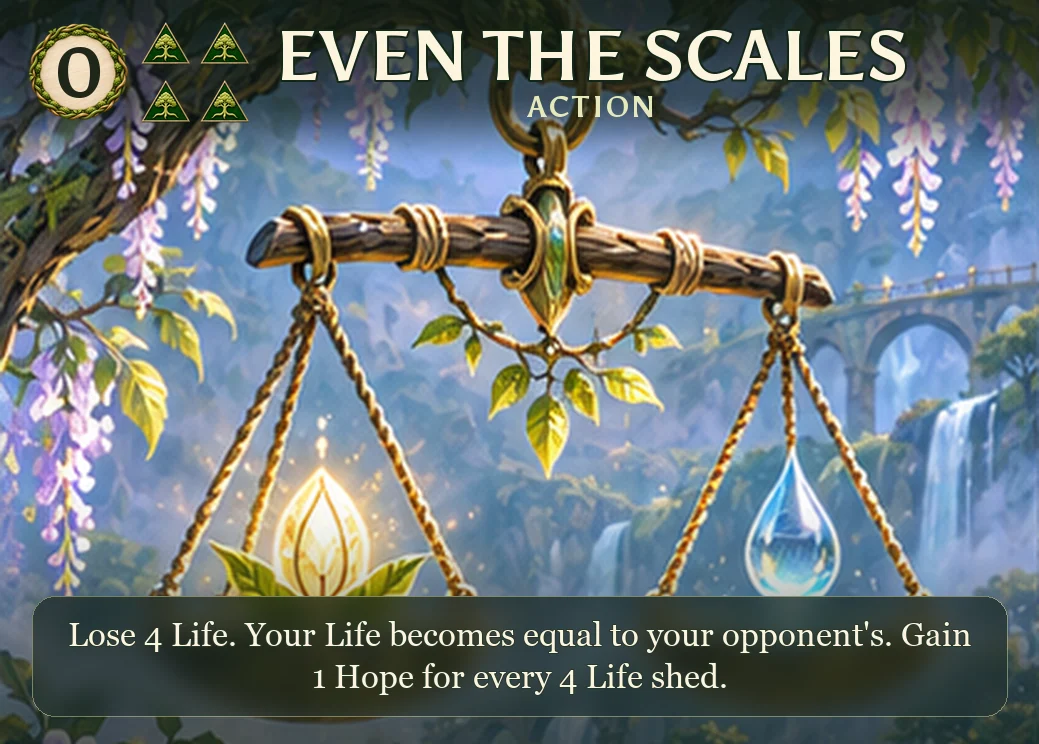 0
EVEN THE SCALES
ACTION
Lose 4 Life. Your Life becomes equal to your opponent's. Gain
1 Hope for every 4 Life shed.